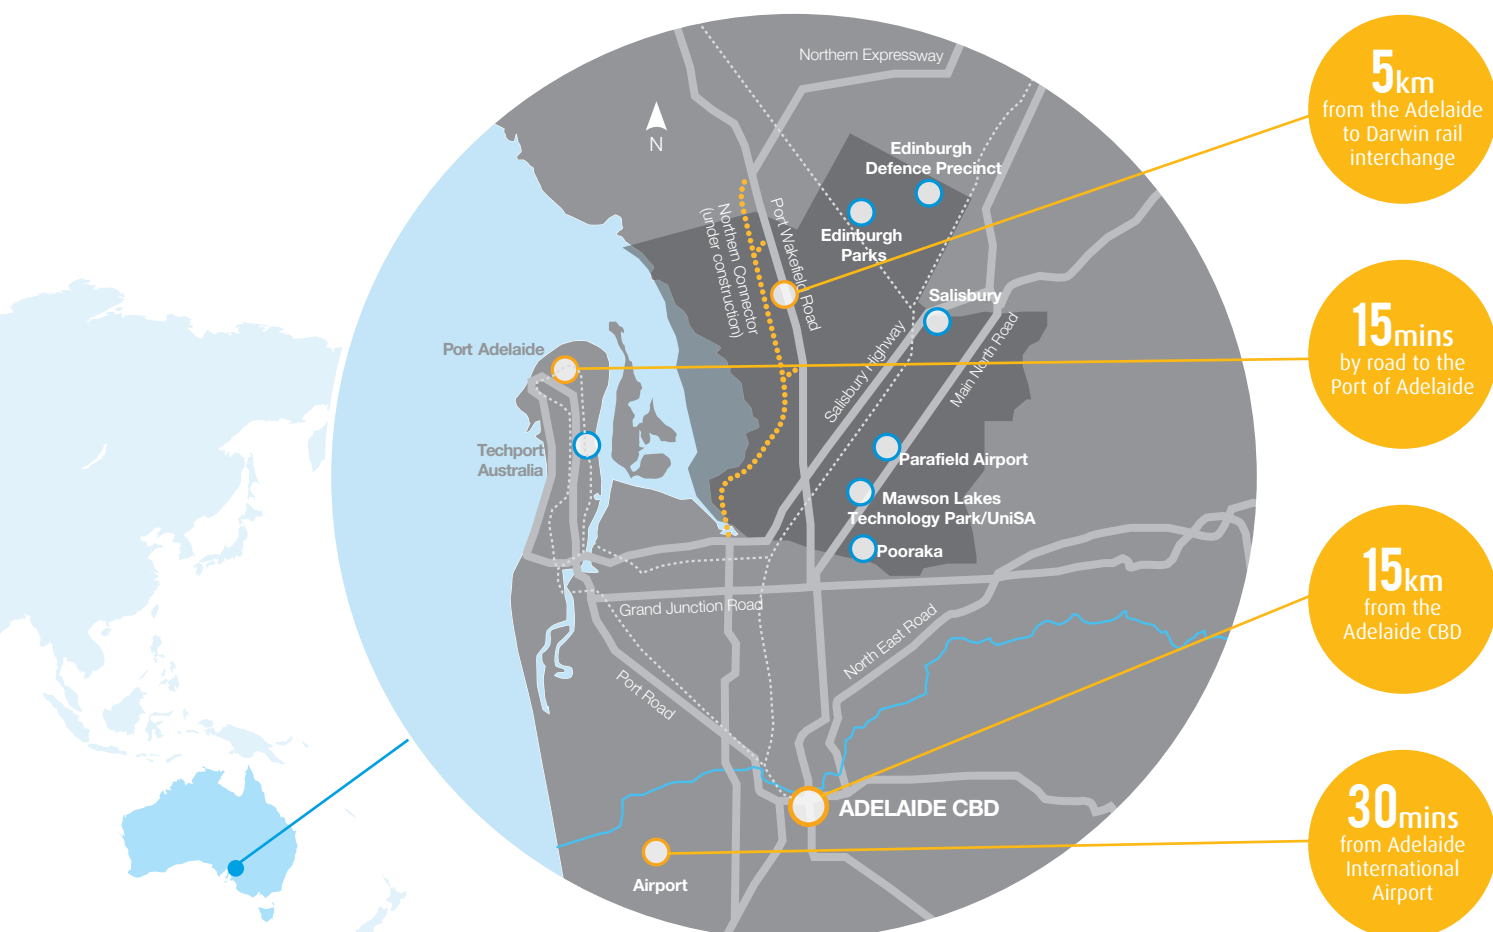 Northern Expressway
5km
from the Adelaide
to Darwin rail
interchange
N
Edinburgh
Defence Precinct
Edinburgh
Parks
Northern Connector
(under construction)
Port Wakefield Road
Salisbury
15mins
by road to the
Port of Adelaide
Port Adelaide
Salisbury Highway
Main North Road
Techport
Australia
Parafield Airport
Mawson Lakes
Technology Park/UniSA
Pooraka
15km
from the
Adelaide CBD
Grand Junction Road
North East Road
Port Road
ADELAIDE CBD
30mins
from Adelaide
International
Airport
Airport